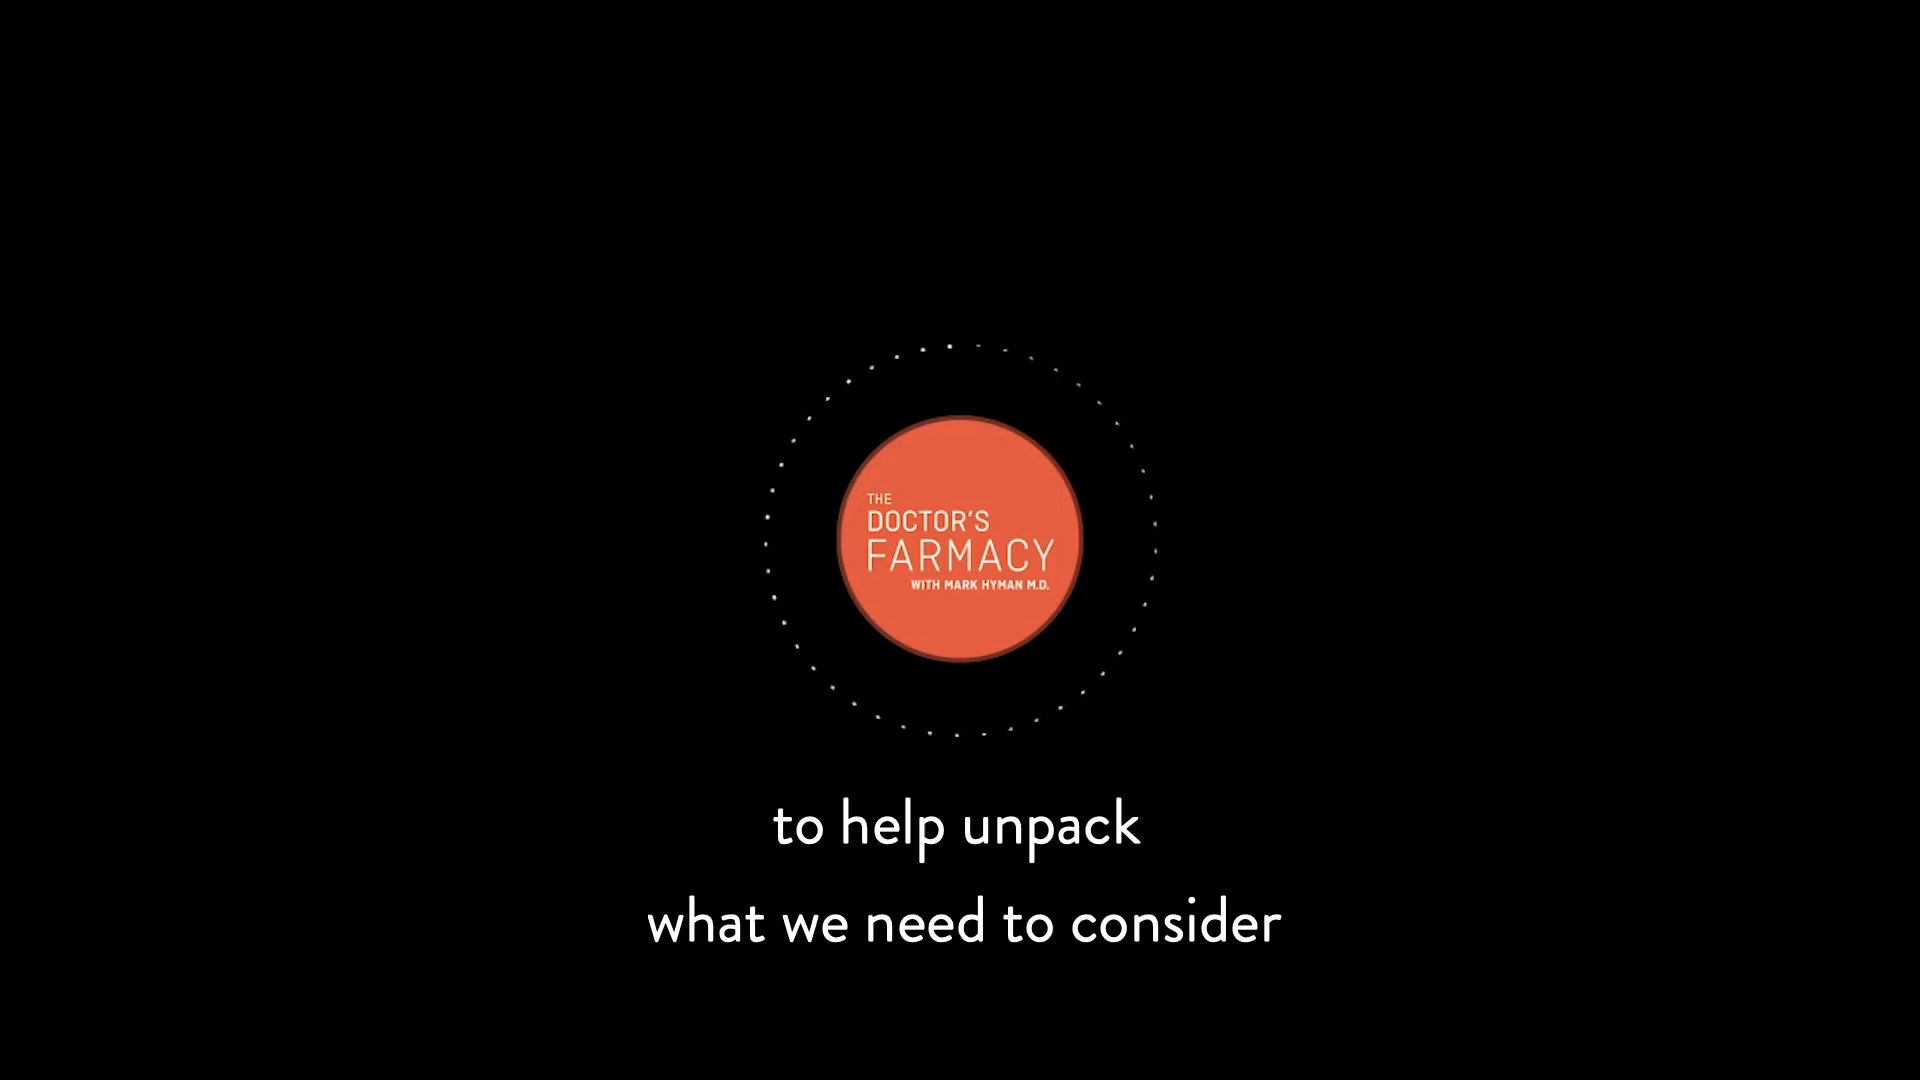 THE
DOCTOR'S
FARMACY
WITH MARK HYMAN M.D.
to help unpack
what we need to consider